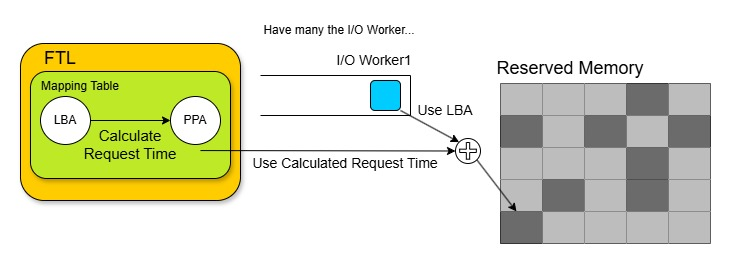 Have many the I/O Worker...
FTL
I/O Worker1
Reserved Memory
Mapping Table
LBA
PPA
Use LBA
Calculate
Request Time
Use Calculated Request Time